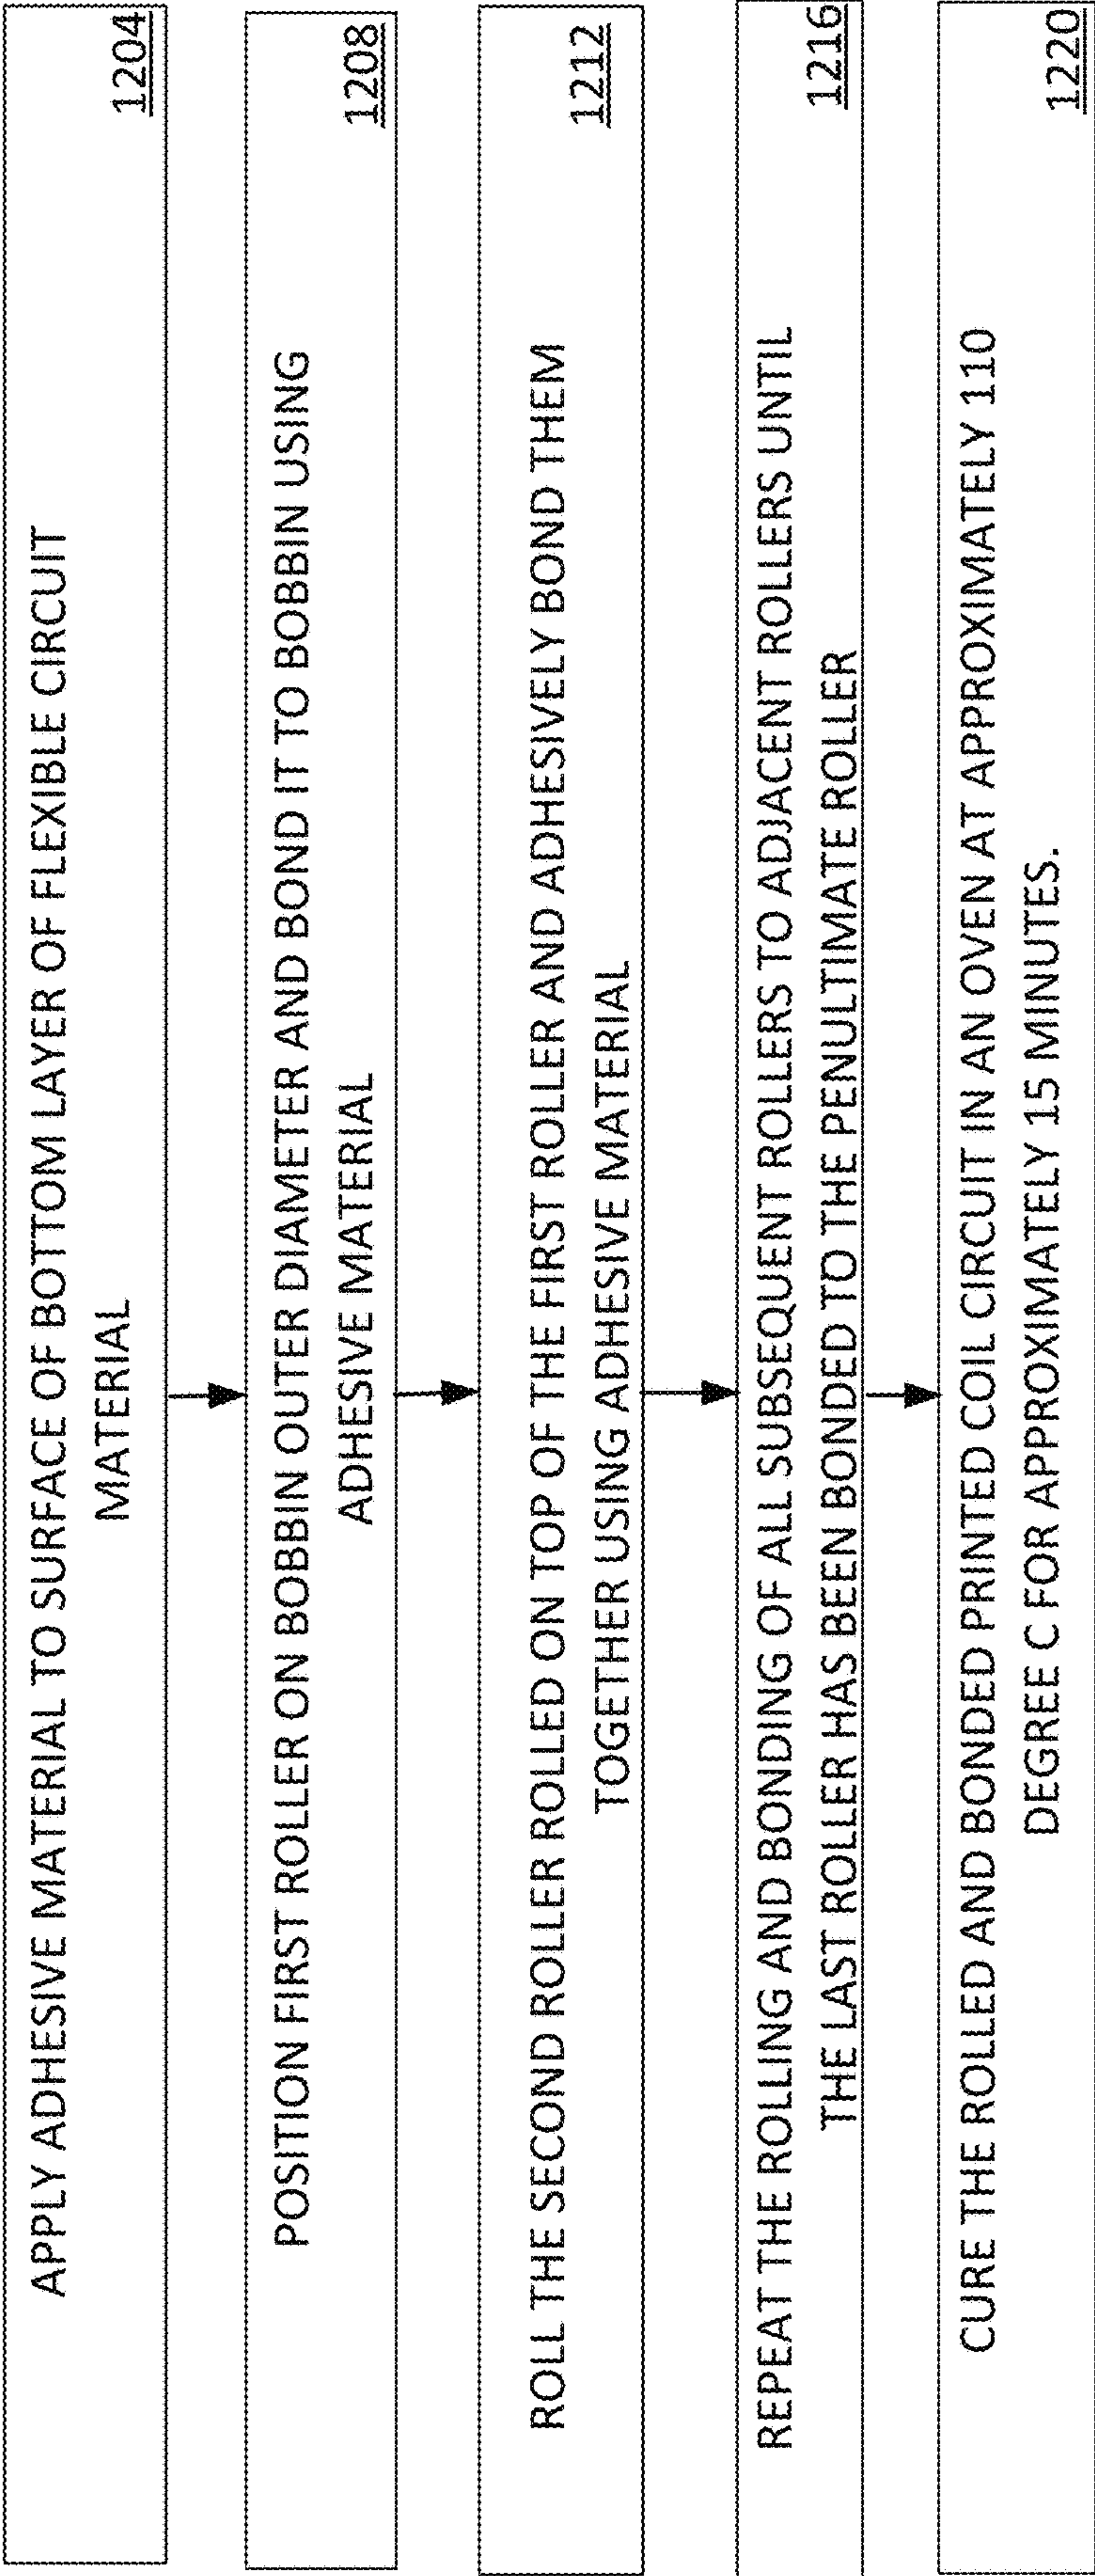 APPLY ADHESIVE MATERIAL TO SURFACE OF BOTTOM LAYER OF FLEXIBLE CIRCUIT
MATERIAL
1204
POSITION FIRST ROLLER ON BOBBIN OUTER DIAMETER AND BOND IT TO BOBBIN USING
ADHESIVE MATERIAL
1208
ROLL THE SECOND ROLLER ROLLED ON TOP OF THE FIRST ROLLER AND ADHESIVELY BOND THEM
TOGETHER USING ADHESIVE MATERIAL
1212
REPEAT THE ROLLING AND BONDING OF ALL SUBSEQUENT ROLLERS TO ADJACENT ROLLERS UNTIL
THE LAST ROLLER HAS BEEN BONDED TO THE PENULTIMATE ROLLER
1216
CURE THE ROLLED AND BONDED PRINTED COIL CIRCUIT IN AN OVEN AT APPROXIMATELY 110
DEGREE C FOR APPROXIMATELY 15 MINUTES.
1220